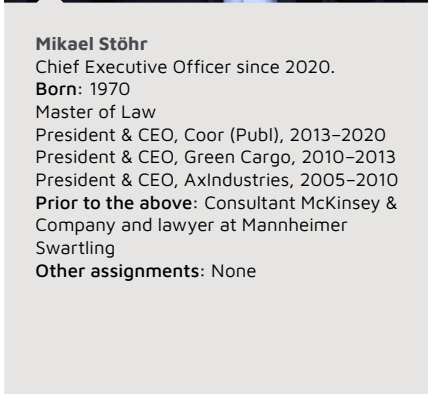 Mikael Stöhr
Chief Executive Officer since 2020.
Born: 1970
Master of Law
President & CEO, Coor (Publ), 2013–2020
President & CEO, Green Cargo, 2010–2013
President & CEO, AxIndustries, 2005–2010
Prior to the above: Consultant McKinsey &
Company and lawyer at Mannheimer
Swartling
Other assignments: None